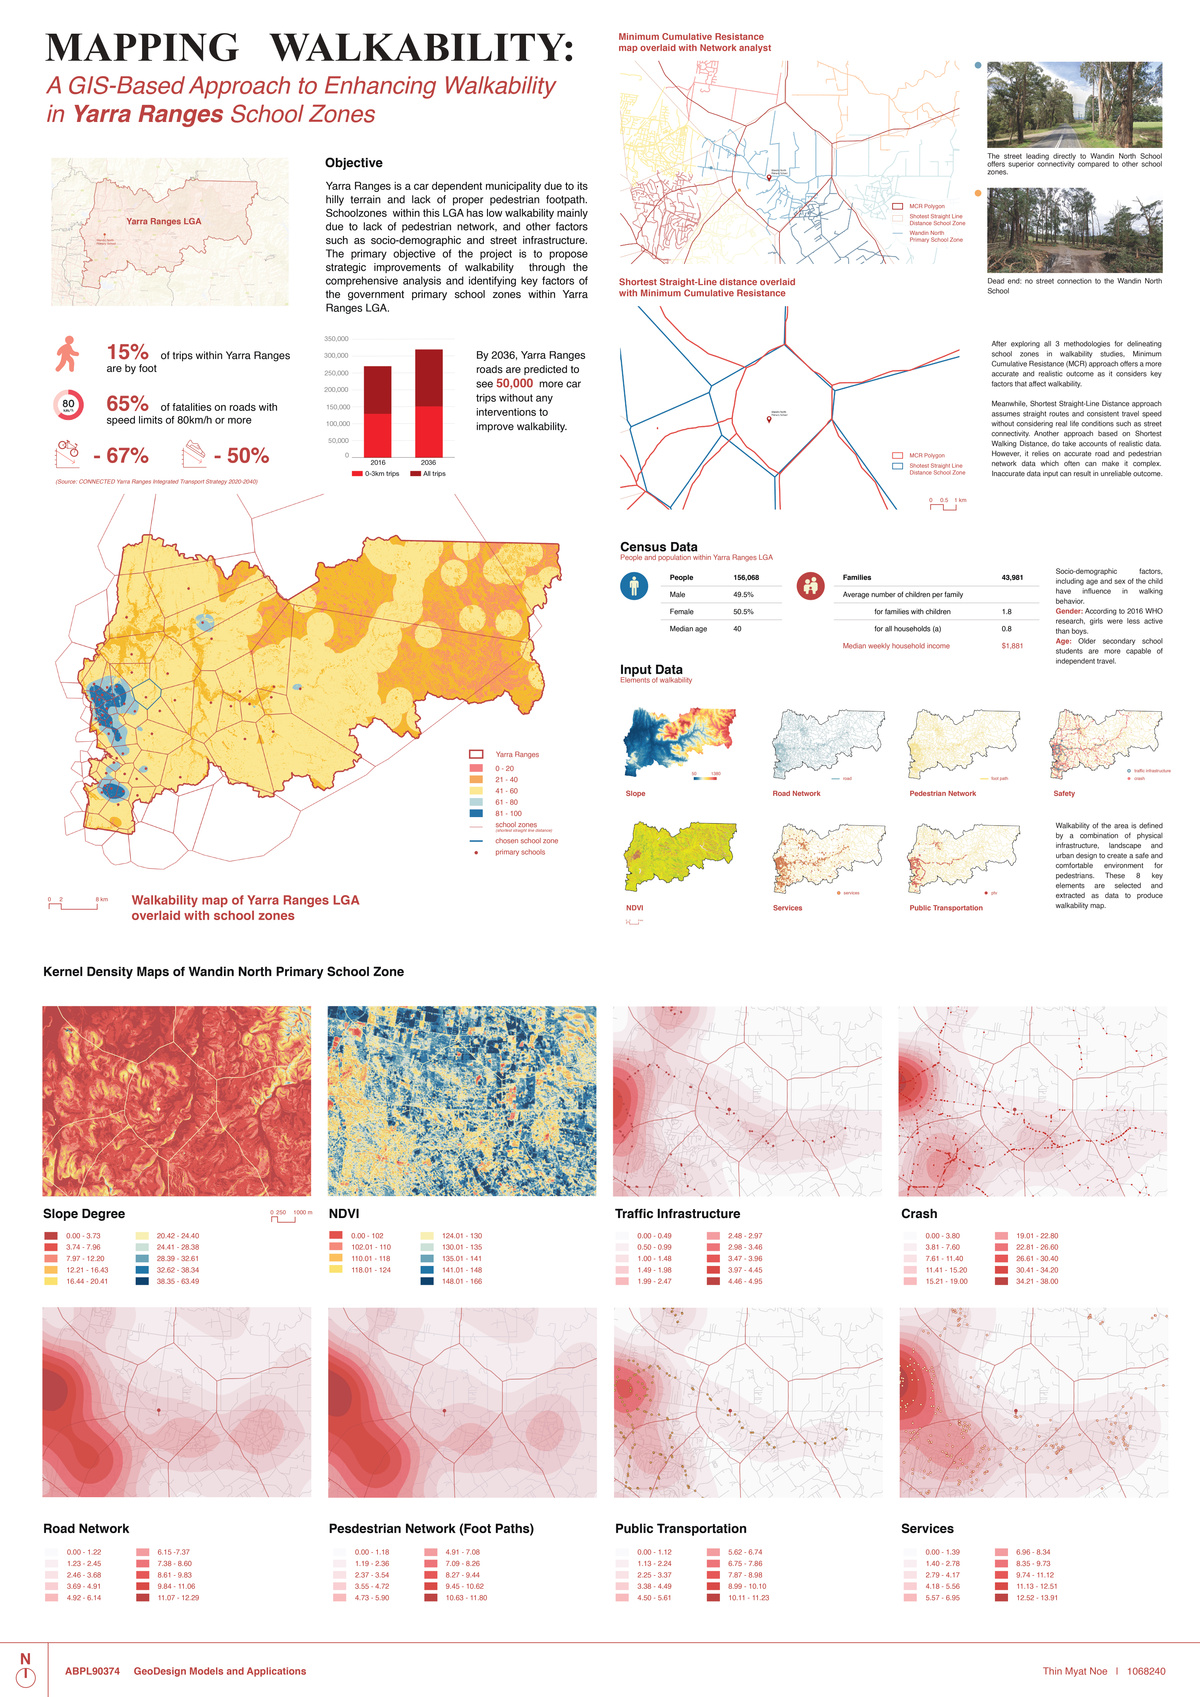 MAPPING WALKABILITY:
A GIS-Based Approach to Enhancing Walkability
in Yarra Ranges School Zones
Yarra Ranges LGA
Objective
Yarra Ranges is a car dependent municipality due to its
hilly terrain and lack of proper pedestrian footpath.
Schoolzones within this LGA has low walkability mainly
due to lack of pedestrian network, and other factors
such as socio-demographic and street infrastructure.
The primary objective of the project is to propose
strategic improvements of walkability through the
comprehensive analysis and identifying key factors of
the government primary school zones within Yarra
Ranges LGA.
15% of trips within Yarra Ranges
are by foot
80
km/h
65% of fatalities on roads with
speed limits of 80km/h or more
- 67%
- 50%
(Source: CONNECTED Yarra Ranges Integrated Transport Strategy 2020-2040)
350,000
300,000
250,000
200,000
150,000
100,000
50,000
0
2016
2036
0-3km trips
All trips
By 2036, Yarra Ranges
roads are predicted to
see 50,000 more car
trips without any
interventions to
improve walkability.
Yarra Ranges
0 - 20
21 - 40
41 - 60
61 - 80
81 - 100
school zones
(shortest straight line distance)
chosen school zone
primary schools
0 2 8 km
Walkability map of Yarra Ranges LGA
overlaid with school zones
Minimum Cumulative Resistance
map overlaid with Network analyst
MCR Polygon
Shotest Straight Line
Distance School Zone
Wandin North
Primary School Zone
The street leading directly to Wandin North School
offers superior connectivity compared to other school
zones.
Dead end: no street connection to the Wandin North
School
Shortest Straight-Line distance overlaid
with Minimum Cumulative Resistance
MCR Polygon
Shotest Straight Line
Distance School Zone
0 0.5 1 km
After exploring all 3 methodologies for delineating
school zones in walkability studies, Minimum
Cumulative Resistance (MCR) approach offers a more
accurate and realistic outcome as it considers key
factors that affect walkability.
Meanwhile, Shortest Straight-Line Distance approach
assumes straight routes and consistent travel speed
without considering real life conditions such as street
connectivity. Another approach based on Shortest
Walking Distance, do take accounts of realistic data.
However, it relies on accurate road and pedestrian
network data which often can make it complex.
Inaccurate data input can result in unreliable outcome.
Census Data
People and population within Yarra Ranges LGA
People 156,068
Male 49.5%
Female 50.5%
Median age 40
Families 43,981
Average number of children per family
for families with children 1.8
for all households (a) 0.8
Median weekly household income $1,881
Socio-demographic factors,
including age and sex of the child
have influence in walking
behavior.
Gender: According to 2016 WHO
research, girls were less active
than boys.
Age: Older secondary school
students are more capable of
independent travel.
Input Data
Elements of walkability
Slope
road
Road Network
foot path
Pedestrian Network
traffic infrastructure
crash
Safety
NDVI
services
Services
Public Transportation
Walkability of the area is defined
by a combination of physical
infrastructure, landscape and
urban design to create a safe and
comfortable environment for
pedestrians. These 8 key
elements are selected and
extracted as data to produce
walkability map.
Kernel Density Maps of Wandin North Primary School Zone
Slope Degree
0 250 1000 m
0.00 - 3.73
3.74 - 7.96
7.97 - 12.20
12.21 - 16.43
16.44 - 20.41
20.42 - 24.40
24.41 - 28.38
28.39 - 32.61
32.62 - 38.34
38.35 - 63.49
NDVI
0.00 - 102
102.01 - 110
110.01 - 118
118.01 - 124
124.01 - 130
130.01 - 135
135.01 - 141
141.01 - 148
148.01 - 166
Traffic Infrastructure
0.00 - 0.49
0.50 - 0.99
1.00 - 1.48
1.49 - 1.98
1.99 - 2.47
2.48 - 2.97
2.98 - 3.46
3.47 - 3.96
3.97 - 4.45
4.46 - 4.95
Crash
0.00 - 3.80
3.81 - 7.60
7.61 - 11.40
11.41 - 15.20
15.21 - 19.00
19.01 - 22.80
22.81 - 26.60
26.61 - 30.40
30.41 - 34.20
34.21 - 38.00
Road Network
0.00 - 1.22
1.23 - 2.45
2.46 - 3.68
3.69 - 4.91
4.92 - 6.14
6.15 -7.37
7.38 - 8.60
8.61 - 9.83
9.84 - 11.06
11.07 - 12.29
Pesdestrian Network (Foot Paths)
0.00 - 1.18
1.19 - 2.36
2.37 - 3.54
3.55 - 4.72
4.73 - 5.90
4.91 - 7.08
7.09 - 8.26
8.27 - 9.44
9.45 - 10.62
10.63 - 11.80
Public Transportation
0.00 - 1.12
1.13 - 2.24
2.25 - 3.37
3.38 - 4.49
4.50 - 5.61
5.62 - 6.74
6.75 - 7.86
7.87 - 8.98
8.99 - 10.10
10.11 - 11.23
Services
0.00 - 1.39
1.40 - 2.78
2.79 - 4.17
4.18 - 5.56
5.57 - 6.95
6.96 - 8.34
8.35 - 9.73
9.74 - 11.12
11.13 - 12.51
12.52 - 13.91
N
ABPL90374 GeoDesign Models and Applications
Thin Myat Noe | 1068240